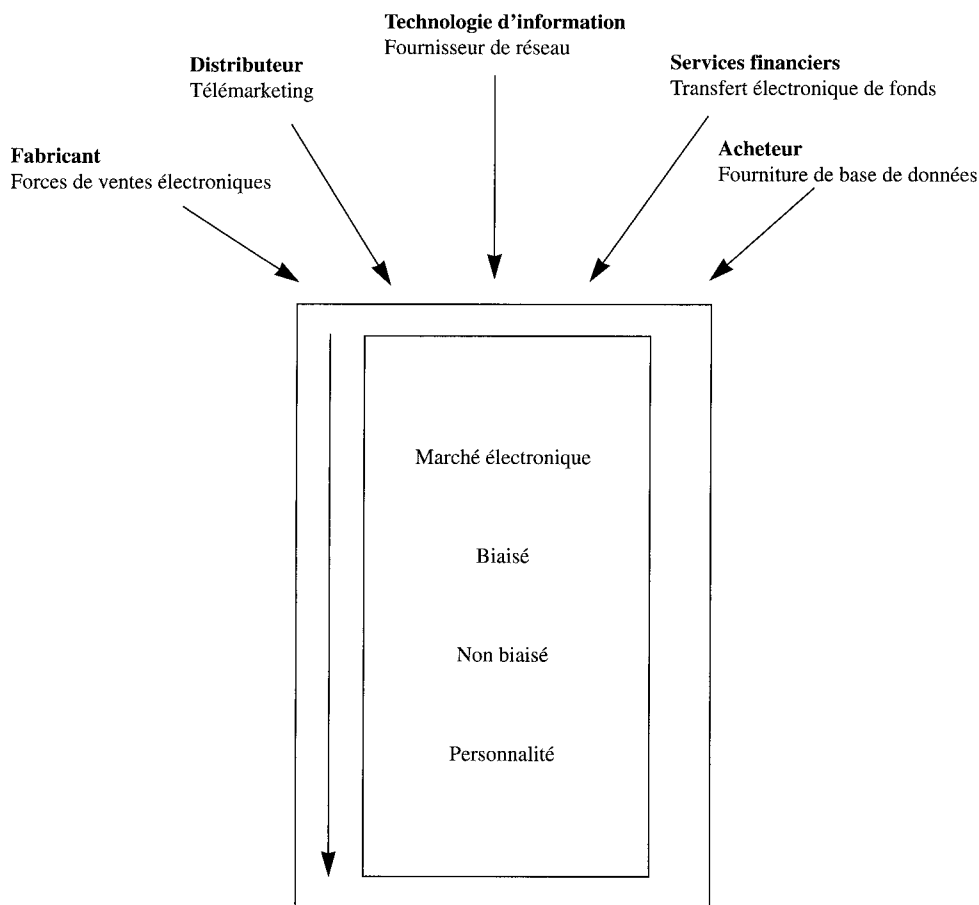 Technologie d'information
Fournisseur de réseau
Distributeur
Télémarketing
Services financiers
Transfert électronique de fonds
Fabricant
Forces de ventes électroniques
Acheteur
Fourniture de base de données
Marché électronique
Biaisé
Non biaisé
Personnalité